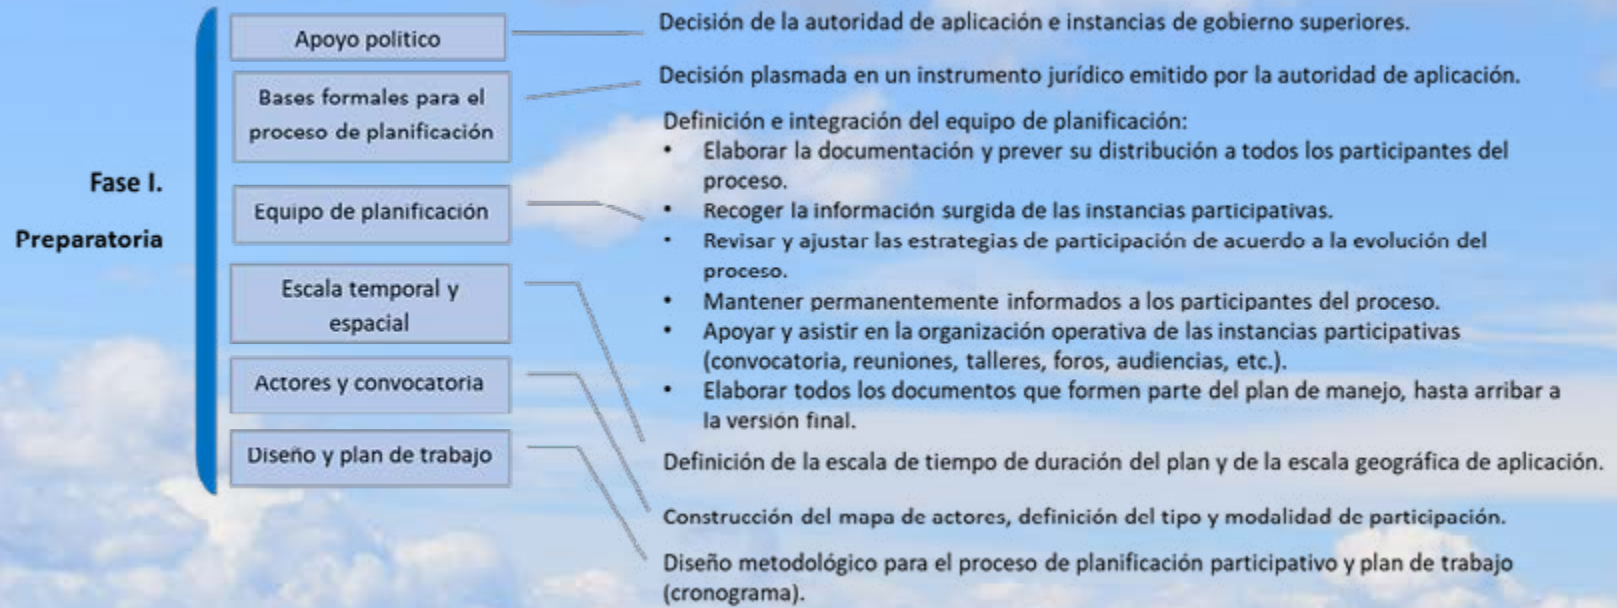 Fase I.
Preparatoria
Apoyo politico
Decisión de la autoridad de aplicación e instancias de gobierno superiores.
Bases formales para el
proceso de planificación
Decisión plasmada en un instrumento jurídico emitido por la autoridad de aplicación.
Equipo de planificación
Definición e integración del equipo de planificación:
• Elaborar la documentación y prever su distribución a todos los participantes del
proceso.
• Recoger la información surgida de las instancias participativas.
• Revisar y ajustar las estrategias de participación de acuerdo a la evolución del
proceso.
• Mantener permanentemente informados a los participantes del proceso.
• Apoyar y asistir en la organización operativa de las instancias participativas
(convocatoria, reuniones, talleres, foros, audiencias, etc.).
• Elaborar todos los documentos que formen parte del plan de manejo, hasta arribar a
la versión final.
Escala temporal y
espacial
Definición de la escala de tiempo de duración del plan y de la escala geográfica de aplicación.
Actores y convocatoria
Construcción del mapa de actores, definición del tipo y modalidad de participación.
Diseño y plan de trabajo
Diseño metodológico para el proceso de planificación participativo y plan de trabajo
(cronograma).